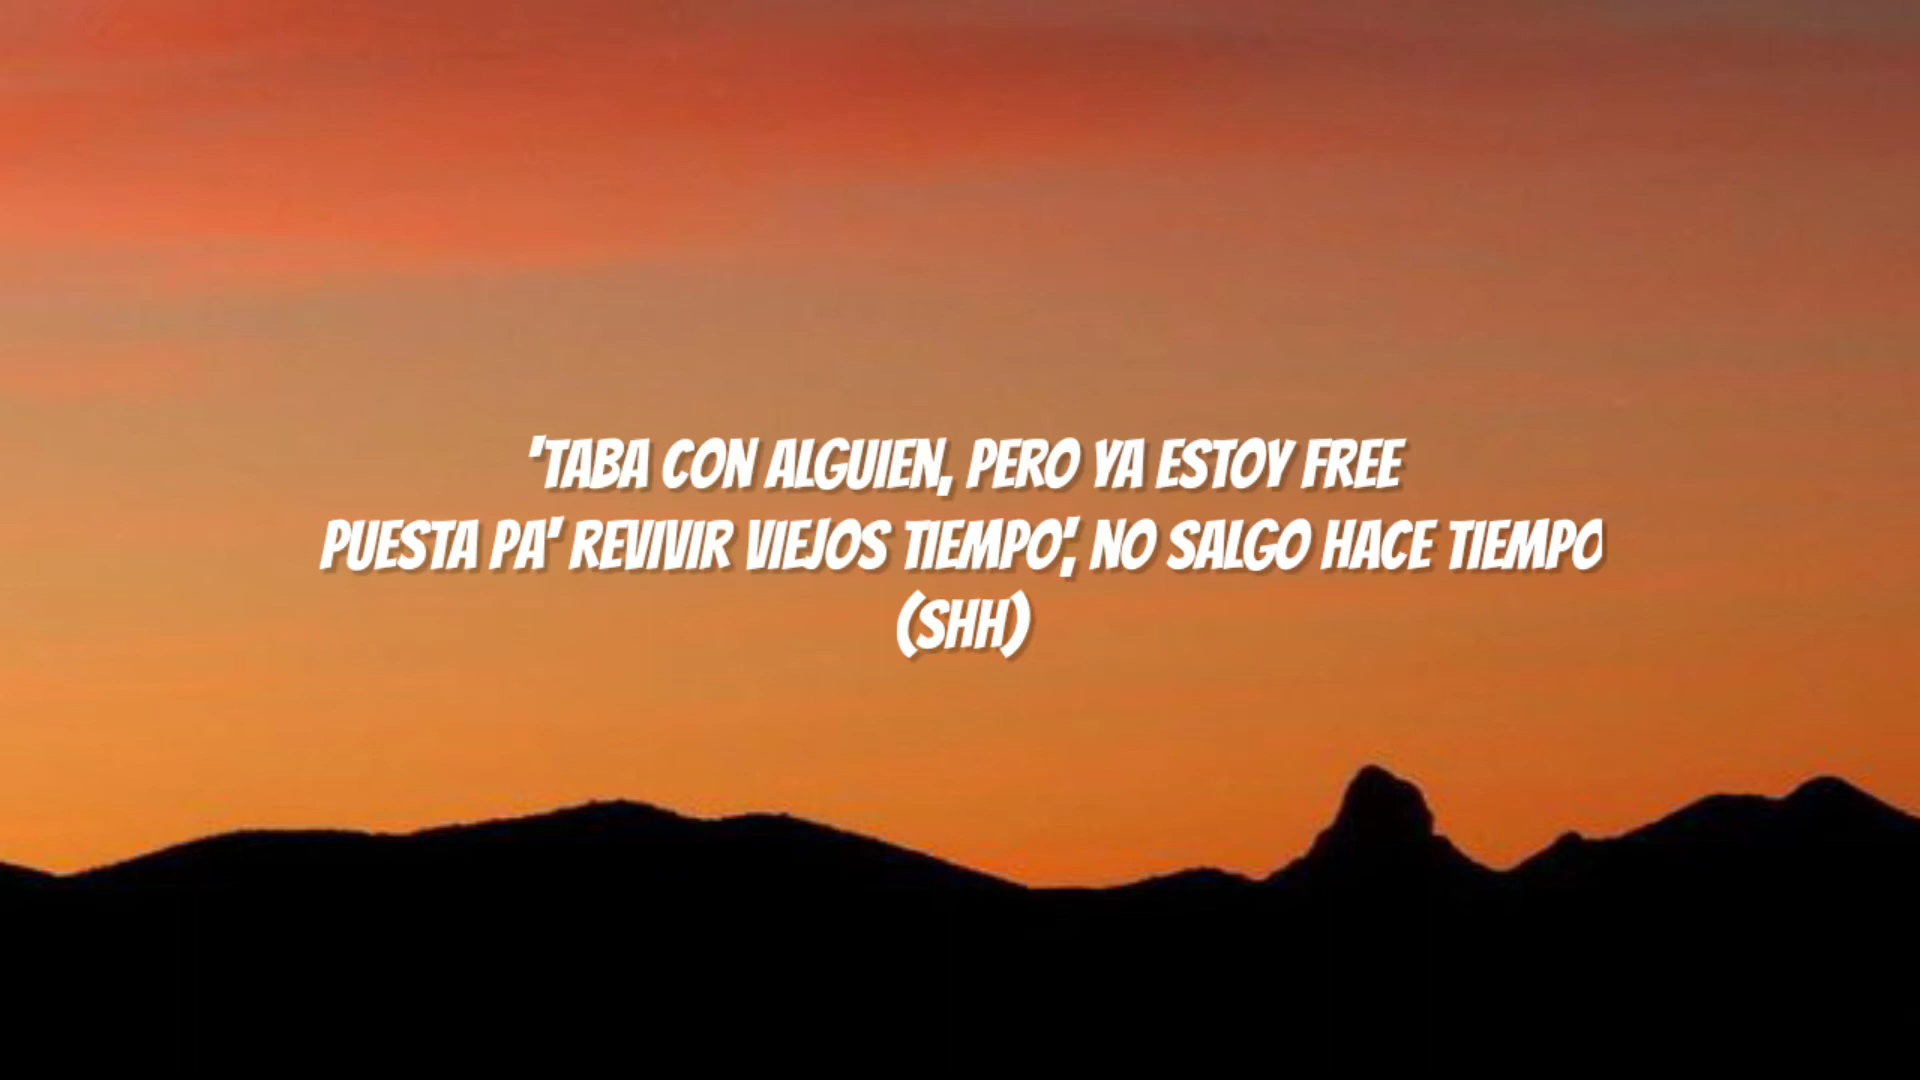 'TABA CON ALGUIEN, PERO YA ESTOY FREE
PUESTA PA' REVIVIR VIEJOS TIEMPO', NO SALGO HACE TIEMPO
(SHH)